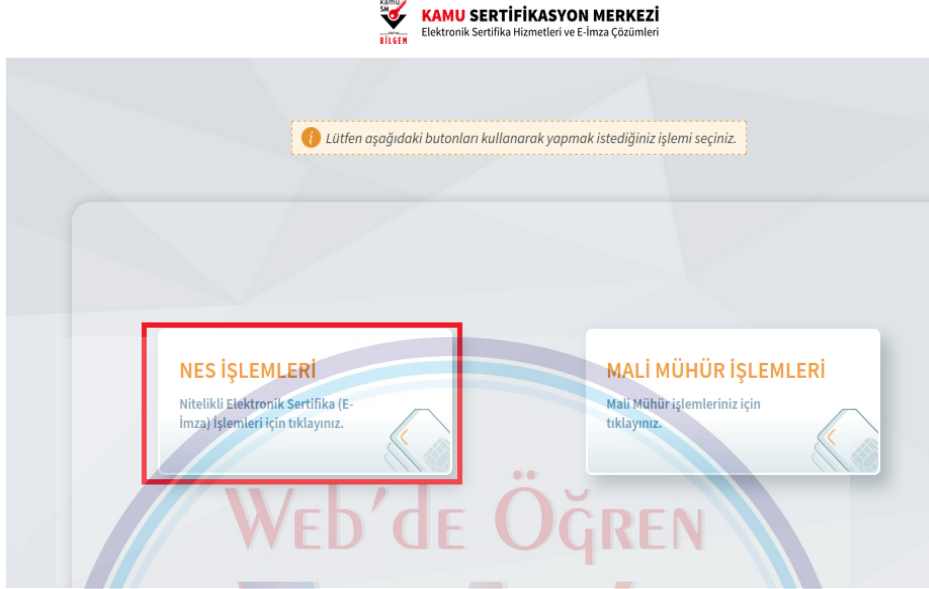 kamu
SM
BİLGEM
KAMU SERTİFİKASYON MERKEZİ
Elektronik Sertifika Hizmetleri ve E-İmza Çözümleri
i Lütfen aşağıdaki butonları kullanarak yapmak istediğiniz işlemi seçiniz.
NES İŞLEMLERİ
Nitelikli Elektronik Sertifika (E-
İmza) İşlemleri için tıklayınız.
MALİ MÜHÜR İŞLEMLERİ
Mali Mühür işlemleriniz için
tıklayınız.
Web'de Öğren